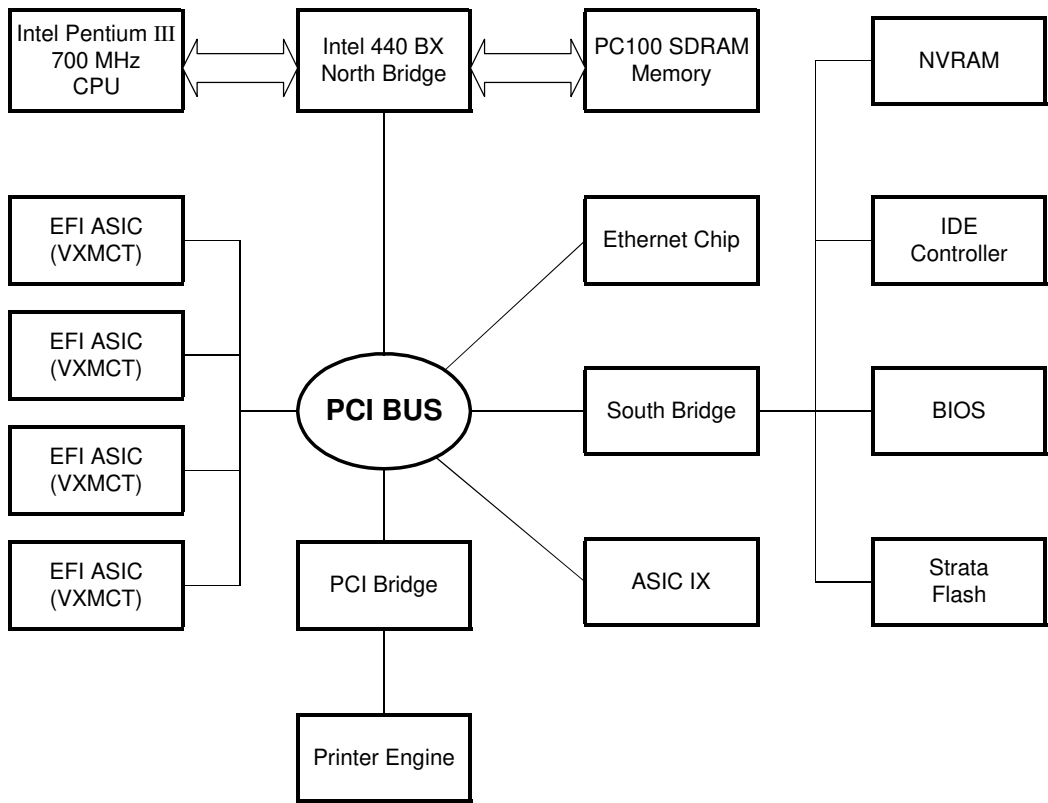 Intel Pentium III
700 MHz
CPU
Intel 440 BX
North Bridge
PC100 SDRAM
Memory
NVRAM
EFI ASIC
(VXMCT)
Ethernet Chip
IDE
Controller
EFI ASIC
(VXMCT)
PCI BUS
South Bridge
BIOS
EFI ASIC
(VXMCT)
EFI ASIC
(VXMCT)
PCI Bridge
ASIC IX
Strata
Flash
Printer Engine